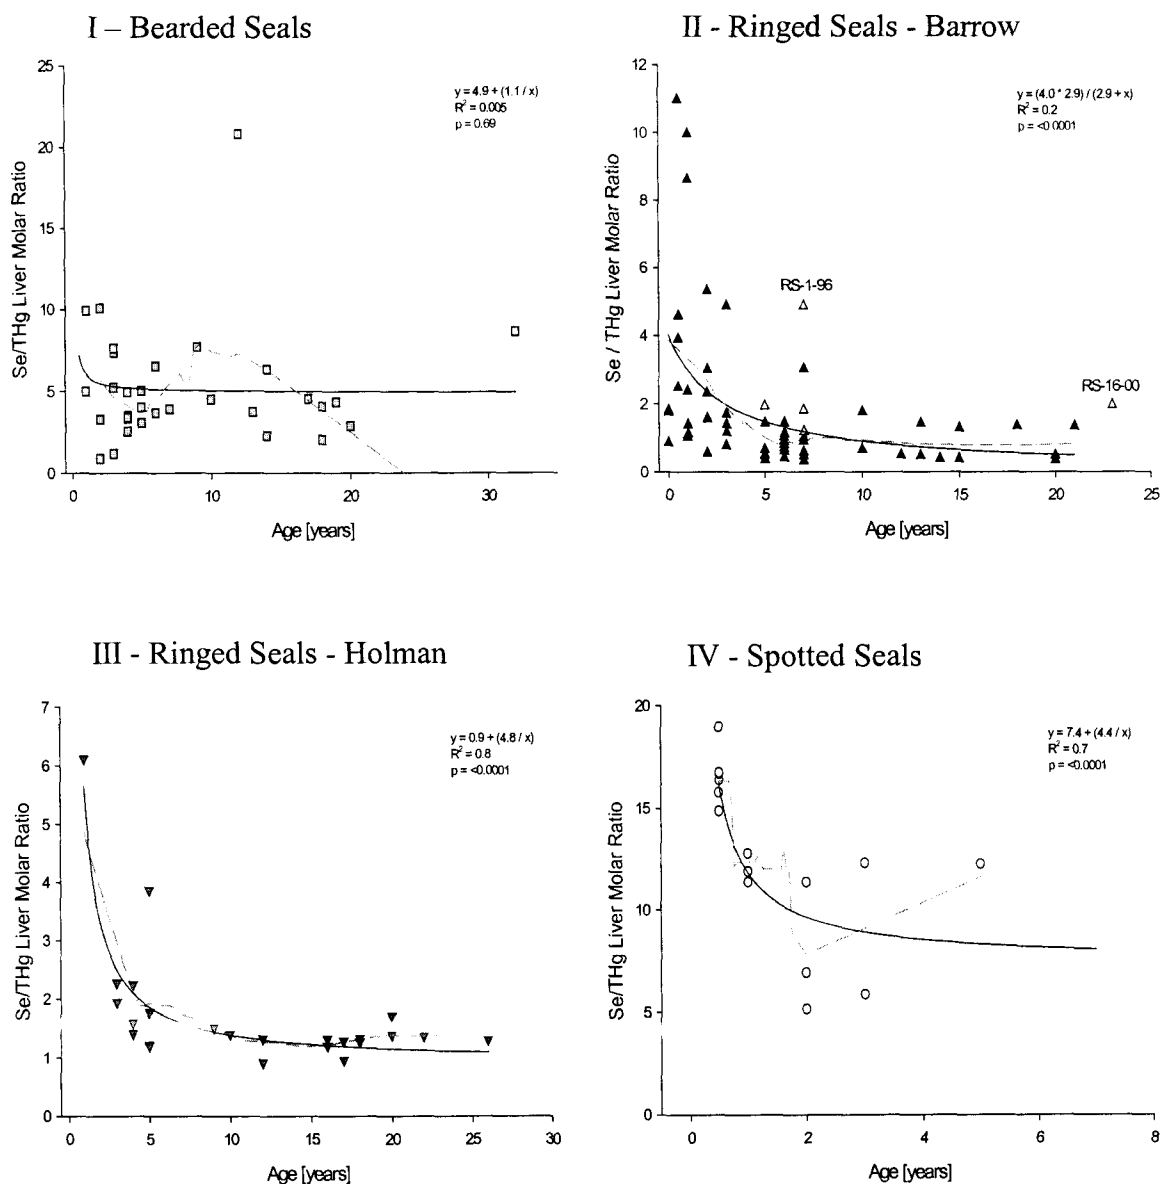 I – Bearded Seals
y = 4.9 + (1.1 / x)
R² = 0.005
p = 0.69
25
20
15
10
5
0
Se/THg Liver Molar Ratio
0 10 20 30
Age [years]
II - Ringed Seals - Barrow
y = (4.0 * 2.9) / (2.9 + x)
R² = 0.2
p = <0.0001
12
10
8
6
4
2
0
Se / THg Liver Molar Ratio
RS-1-96
RS-16-00
0 5 10 15 20 25
Age [years]
III - Ringed Seals - Holman
y = 0.9 + (4.8 / x)
R² = 0.8
p = <0.0001
7
6
5
4
3
2
1
0
Se/THg Liver Molar Ratio
0 5 10 15 20 25 30
Age [years]
IV - Spotted Seals
y = 7.4 + (4.4 / x)
R² = 0.7
p = <0.0001
20
15
10
5
0
Se/THg Liver Molar Ratio
0 2 4 6 8
Age [years]